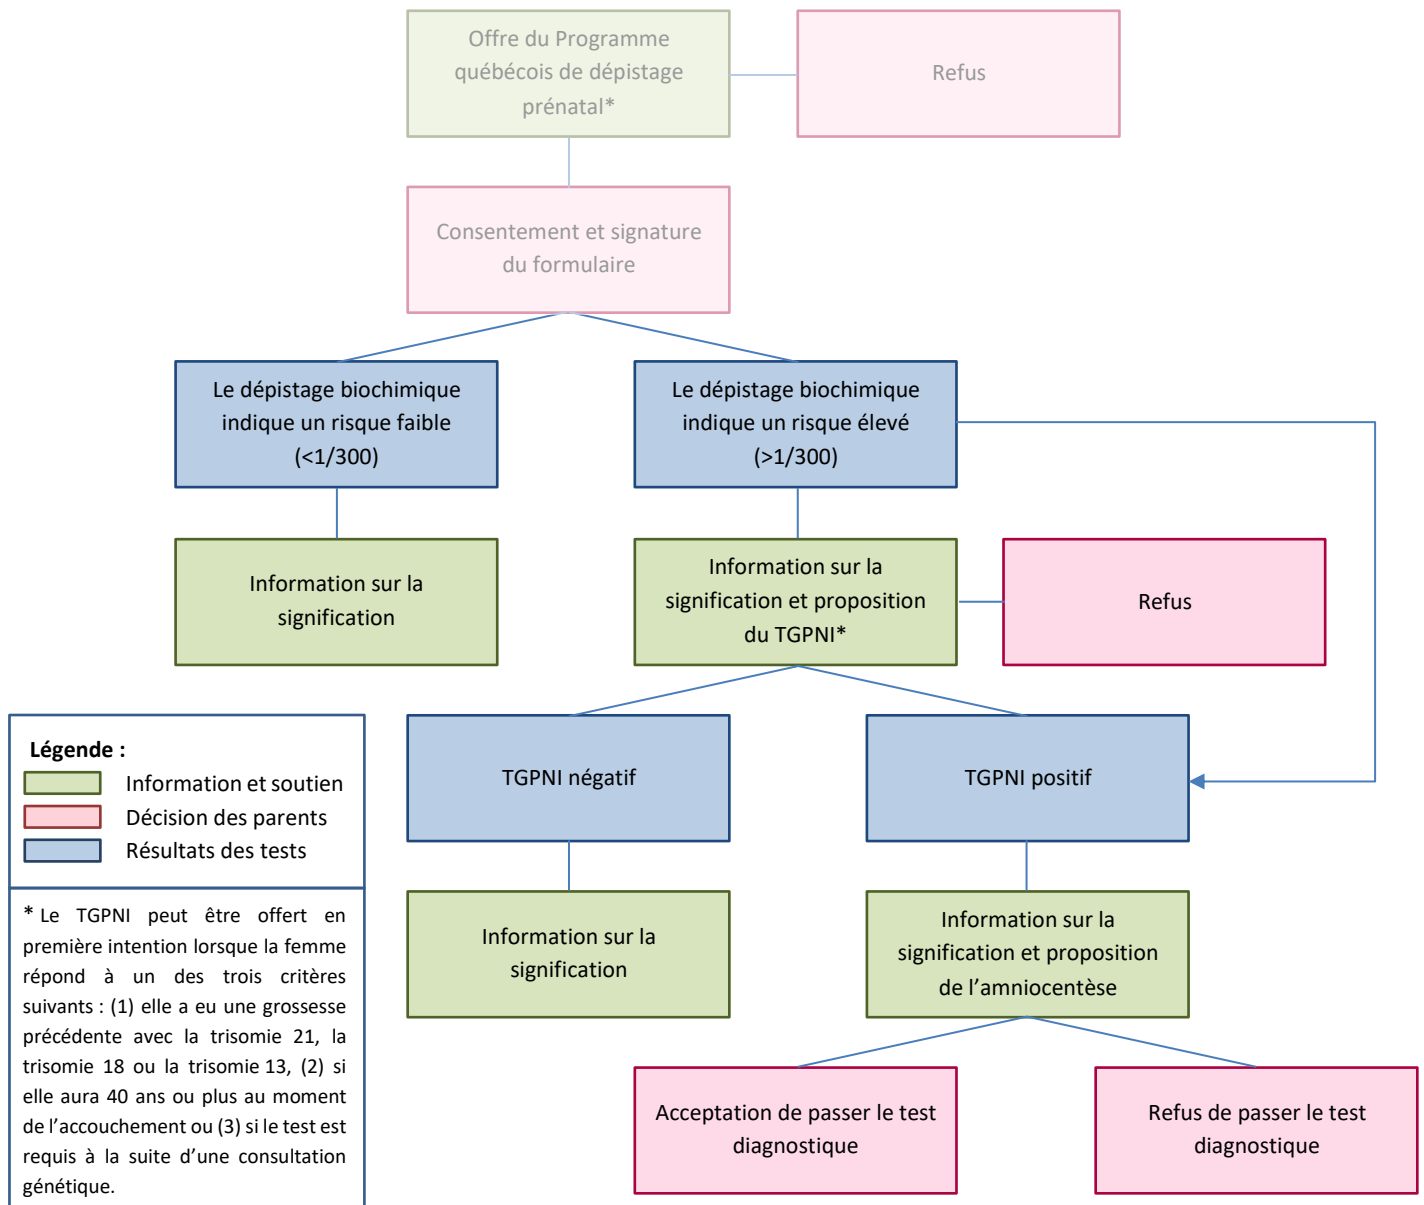 Offre du Programme
québécois de dépistage
prénatal*
Refus
Consentement et signature
du formulaire
Le dépistage biochimique
indique un risque faible
(<1/300)
Le dépistage biochimique
indique un risque élevé
(>1/300)
Information sur la
signification
Information sur la
signification et proposition
du TGPNI*
Refus
TGPNI négatif
TGPNI positif
Information sur la
signification
Information sur la
signification et proposition
de l’amniocentèse
Acceptation de passer le test
diagnostique
Refus de passer le test
diagnostique
Légende :
Information et soutien
Décision des parents
Résultats des tests
* Le TGPNI peut être offert en
première intention lorsque la femme
répond à un des trois critères
suivants : (1) elle a eu une grossesse
précédente avec la trisomie 21, la
trisomie 18 ou la trisomie 13, (2) si
elle aura 40 ans ou plus au moment
de l’accouchement ou (3) si le test est
requis à la suite d’une consultation
génétique.